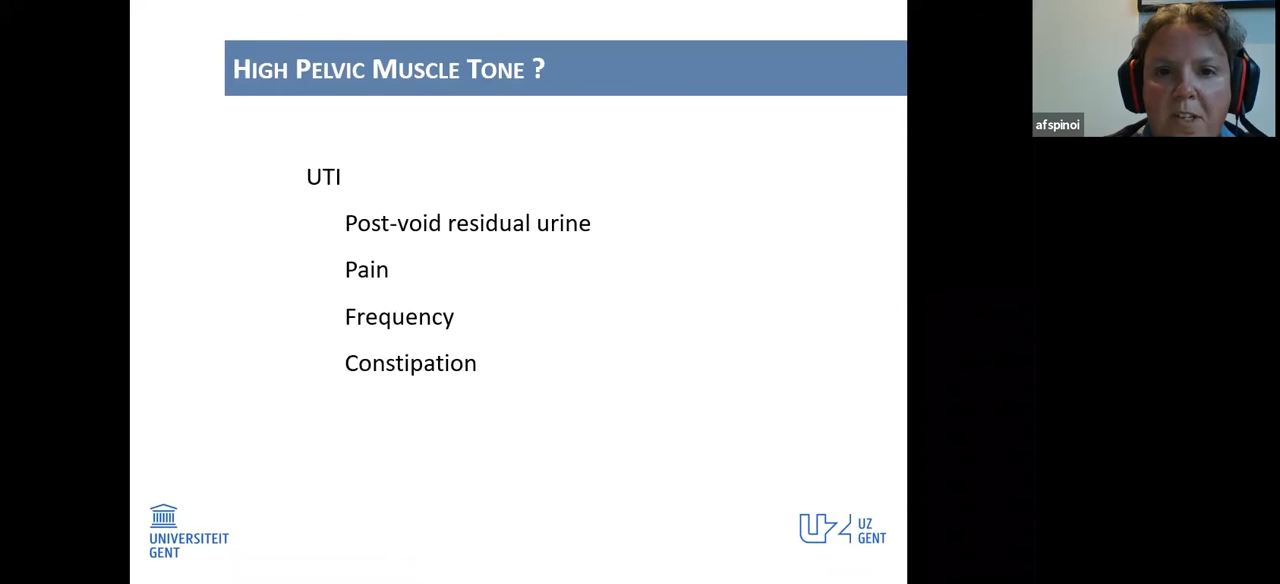 HIGH PELVIC MUSCLE TONE ?
afspinoi
UTI
Post-void residual urine
Pain
Frequency
Constipation
UNIVERSITEIT
GENT
UZ
GENT